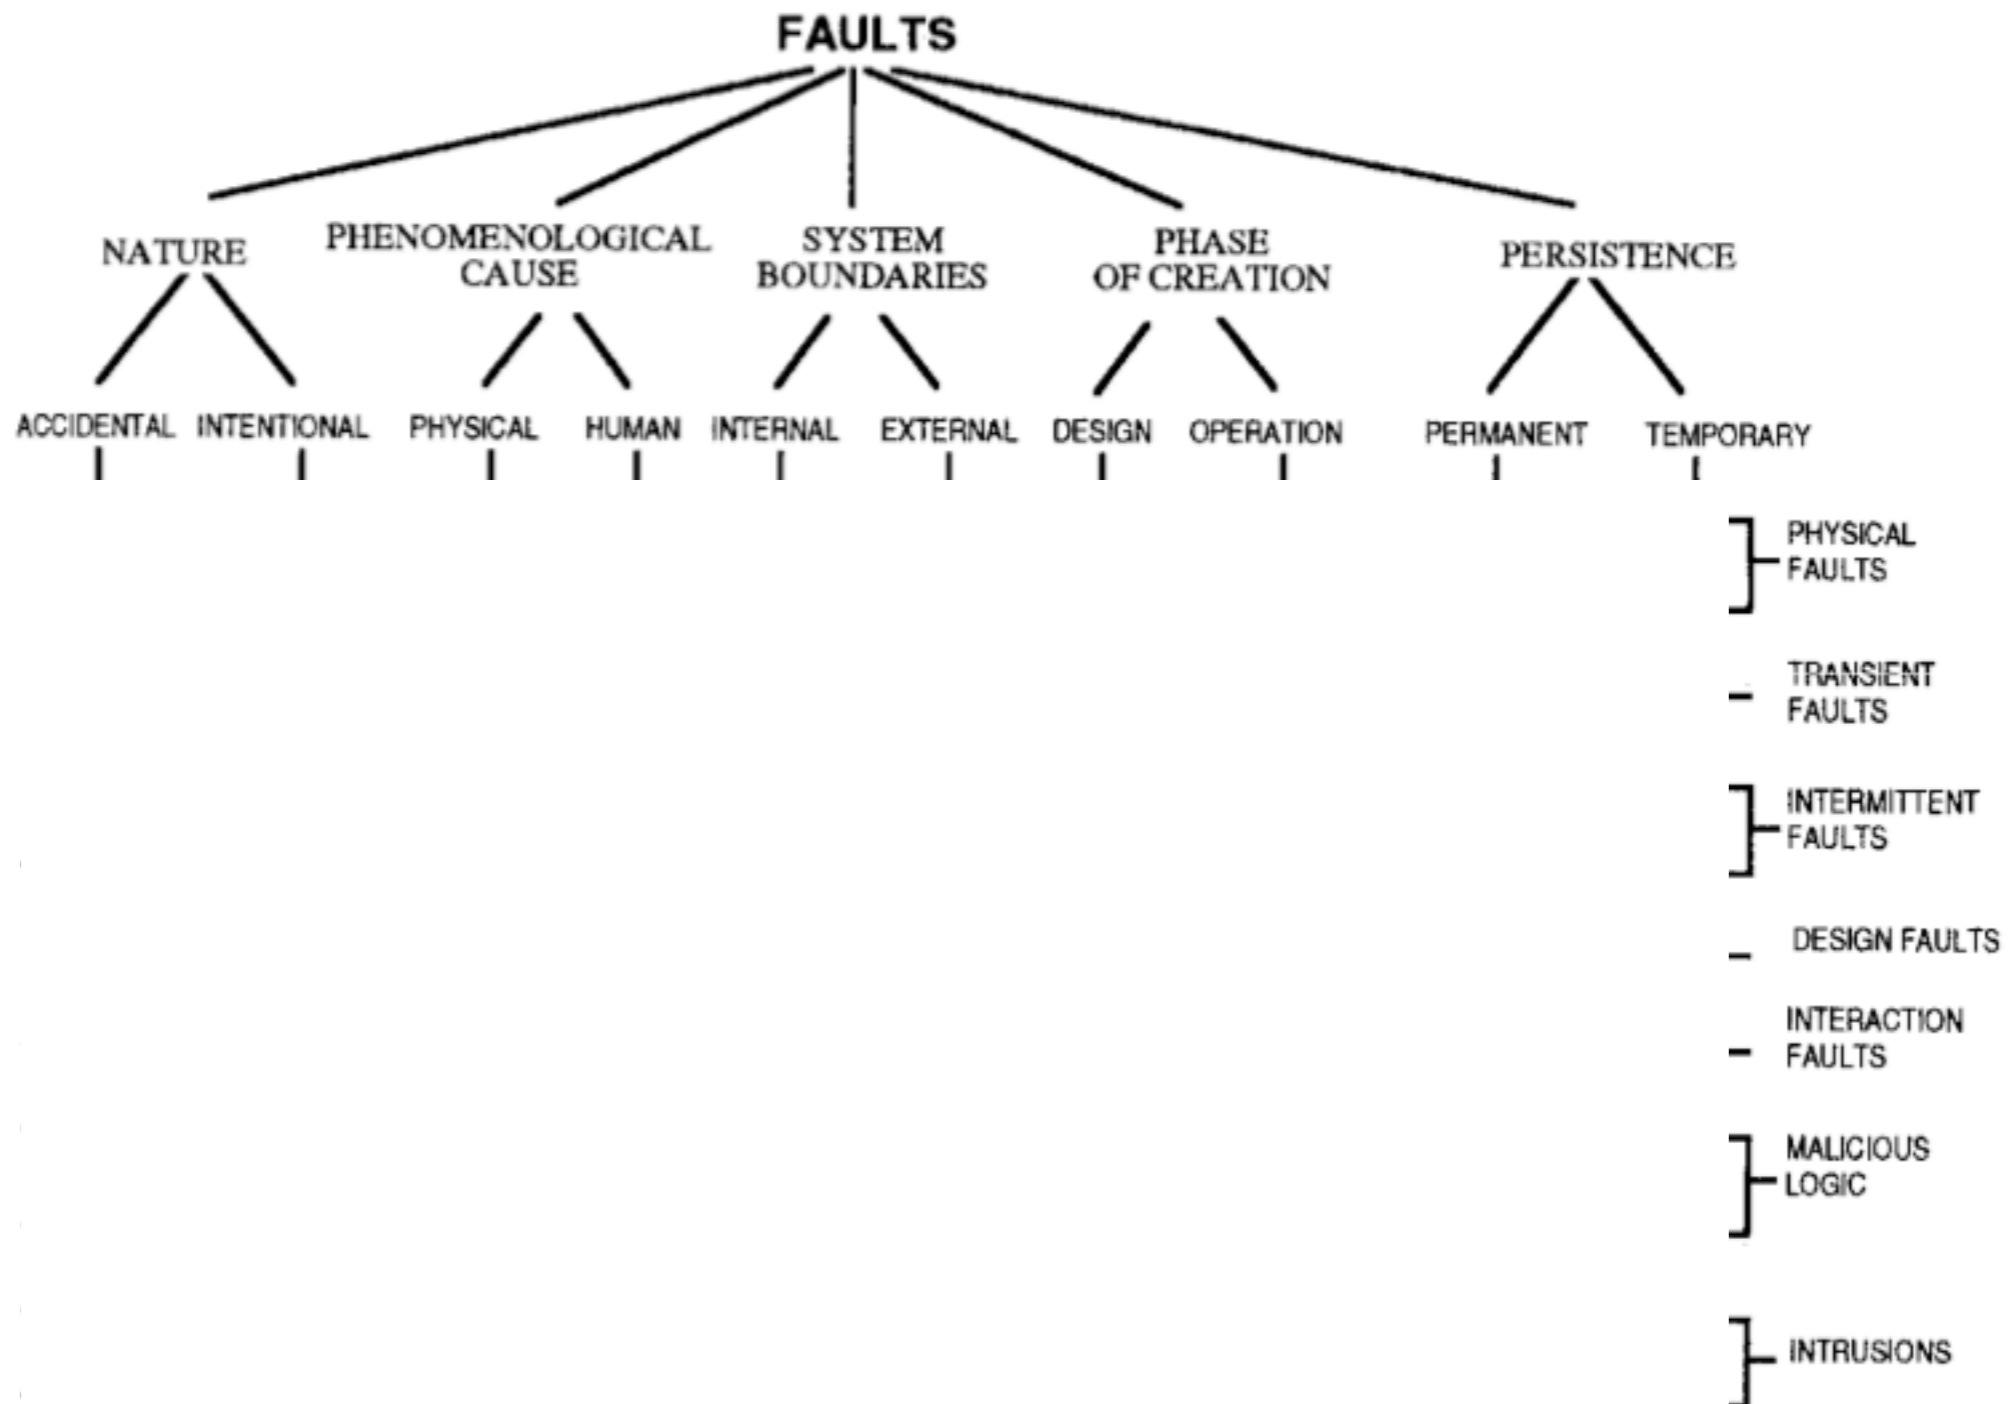 FAULTS
NATURE
PHENOMENOLOGICAL
CAUSE
SYSTEM
BOUNDARIES
PHASE
OF CREATION
PERSISTENCE
ACCIDENTAL
INTENTIONAL
PHYSICAL
HUMAN
INTERNAL
EXTERNAL
DESIGN
OPERATION
PERMANENT
TEMPORARY
PHYSICAL
FAULTS
TRANSIENT
FAULTS
INTERMITTENT
FAULTS
DESIGN FAULTS
INTERACTION
FAULTS
MALICIOUS
LOGIC
INTRUSIONS